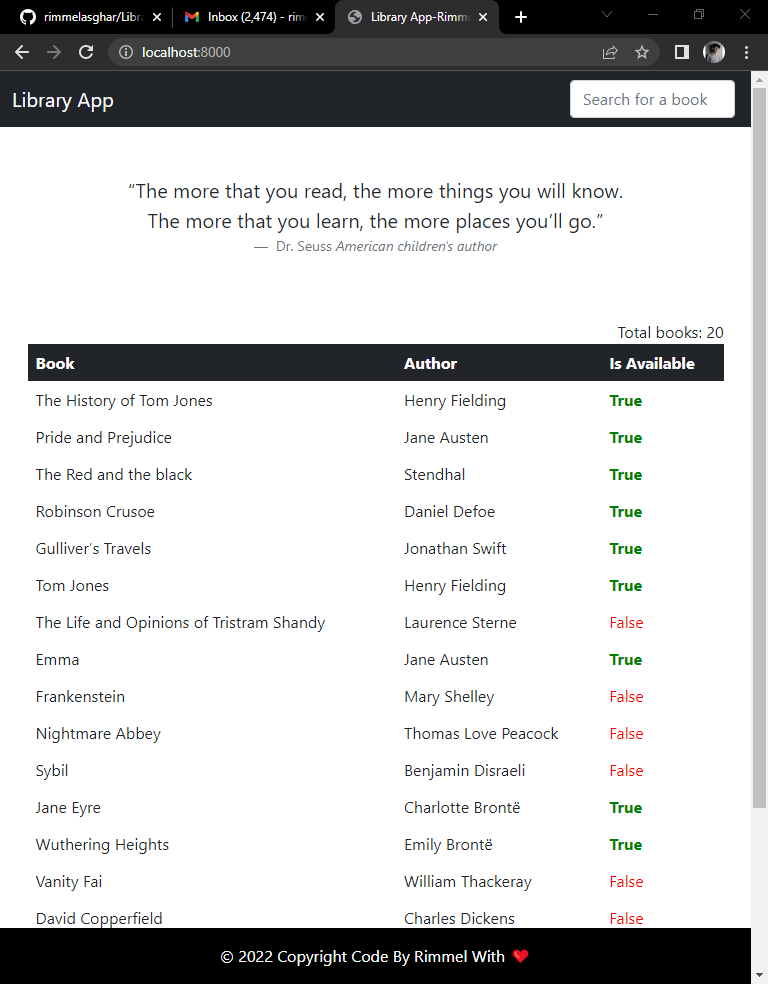 rimmelasghar/Libr
Inbox (2,474) - rim
Library App-Rimm
localhost:8000
Library App
Search for a book
“The more that you read, the more things you will know.
The more that you learn, the more places you’ll go.”
— Dr. Seuss American children's author
Total books: 20
Book Author Is Available
The History of Tom Jones Henry Fielding True
Pride and Prejudice Jane Austen True
The Red and the black Stendhal True
Robinson Crusoe Daniel Defoe True
Gulliver’s Travels Jonathan Swift True
Tom Jones Henry Fielding True
The Life and Opinions of Tristram Shandy Laurence Sterne False
Emma Jane Austen True
Frankenstein Mary Shelley False
Nightmare Abbey Thomas Love Peacock False
Sybil Benjamin Disraeli False
Jane Eyre Charlotte Brontë True
Wuthering Heights Emily Brontë True
Vanity Fai William Thackeray False
David Copperfield Charles Dickens False
© 2022 Copyright Code By Rimmel With ❤️